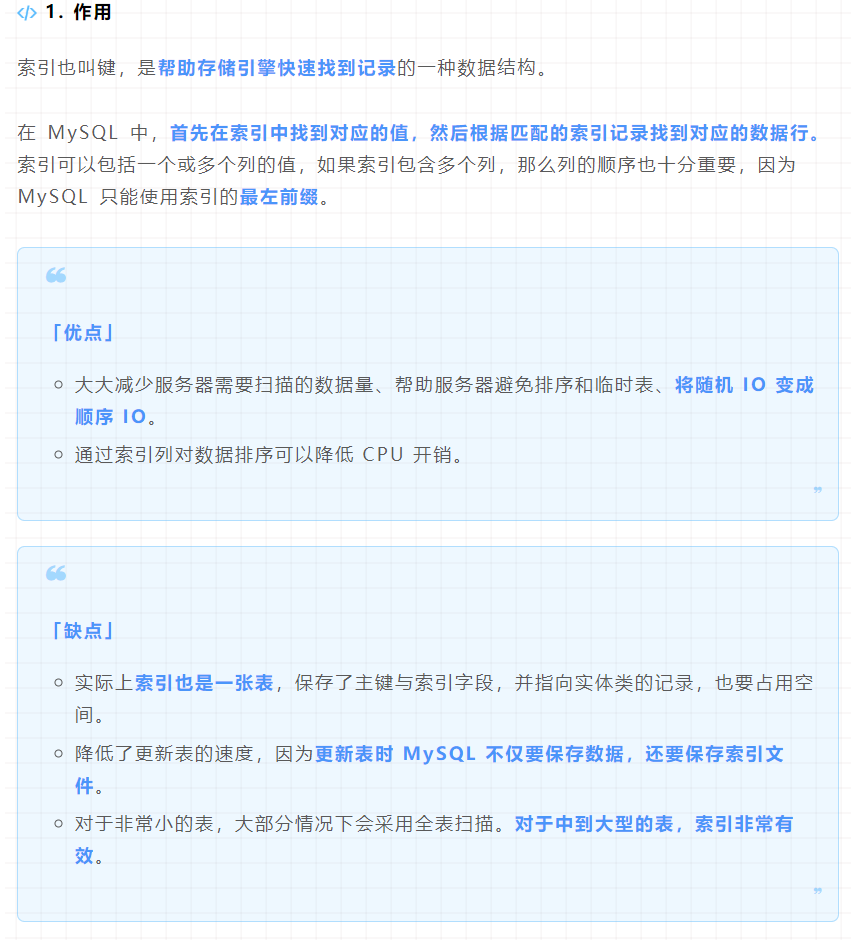 </> 1. 作用
索引也叫键，是帮助存储引擎快速找到记录的一种数据结构。
在 MySQL 中，首先在索引中找到对应的值，然后根据匹配的索引记录找到对应的数据行。
索引可以包括一个或多个列的值，如果索引包含多个列，那么列的顺序也十分重要，因为
MySQL 只能使用索引的最左前缀。
❝
「优点」
大大减少服务器需要扫描的数据量、帮助服务器避免排序和临时表、将随机 IO 变成
顺序 IO。
通过索引列对数据排序可以降低 CPU 开销。
❞
❝
「缺点」
实际上索引也是一张表，保存了主键与索引字段，并指向实体类的记录，也要占用空
间。
降低了更新表的速度，因为更新表时 MySQL 不仅要保存数据，还要保存索引文
件。
对于非常小的表，大部分情况下会采用全表扫描。对于中到大型的表，索引非常有
效。
❞